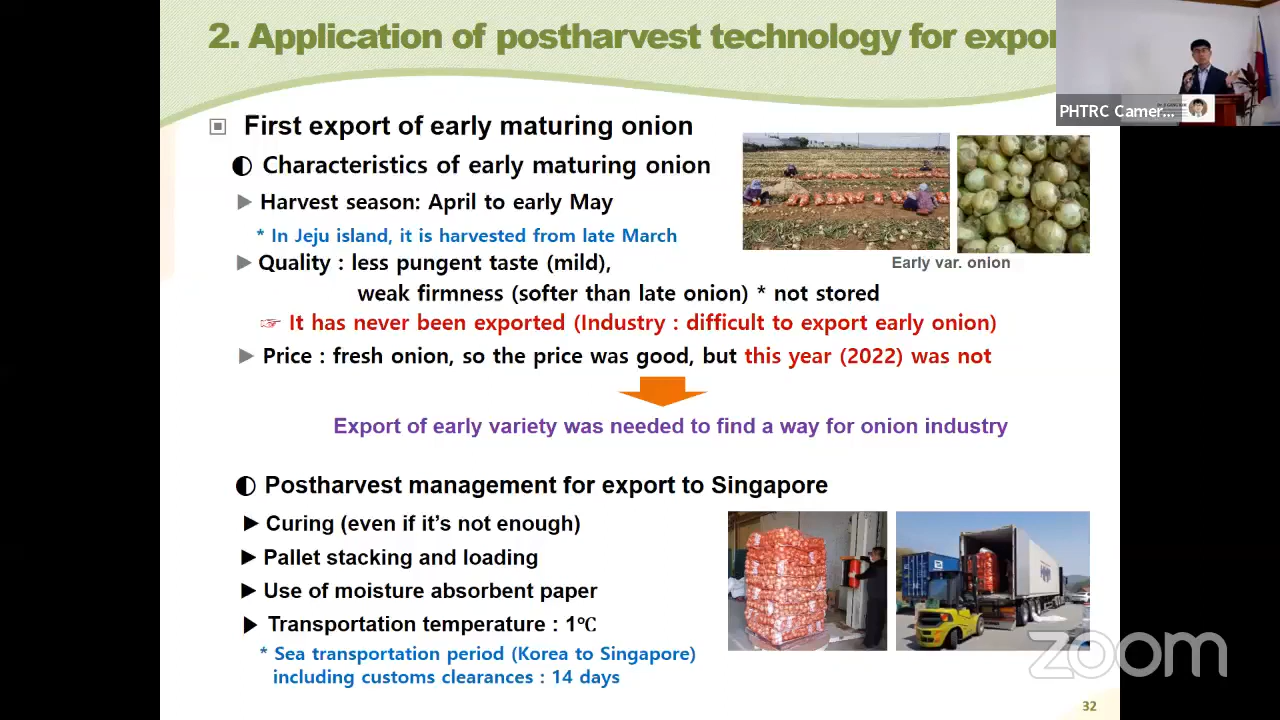 2. Application of postharvest technology for expor
PHTRC Camer...
First export of early maturing onion
Characteristics of early maturing onion
Harvest season: April to early May
* In Jeju island, it is harvested from late March
Quality : less pungent taste (mild),
weak firmness (softer than late onion) * not stored
☞ It has never been exported (Industry : difficult to export early onion)
Price : fresh onion, so the price was good, but this year (2022) was not
Early var. onion
Export of early variety was needed to find a way for onion industry
Postharvest management for export to Singapore
Curing (even if it's not enough)
Pallet stacking and loading
Use of moisture absorbent paper
Transportation temperature : 1℃
* Sea transportation period (Korea to Singapore)
including customs clearances : 14 days
zoom
32